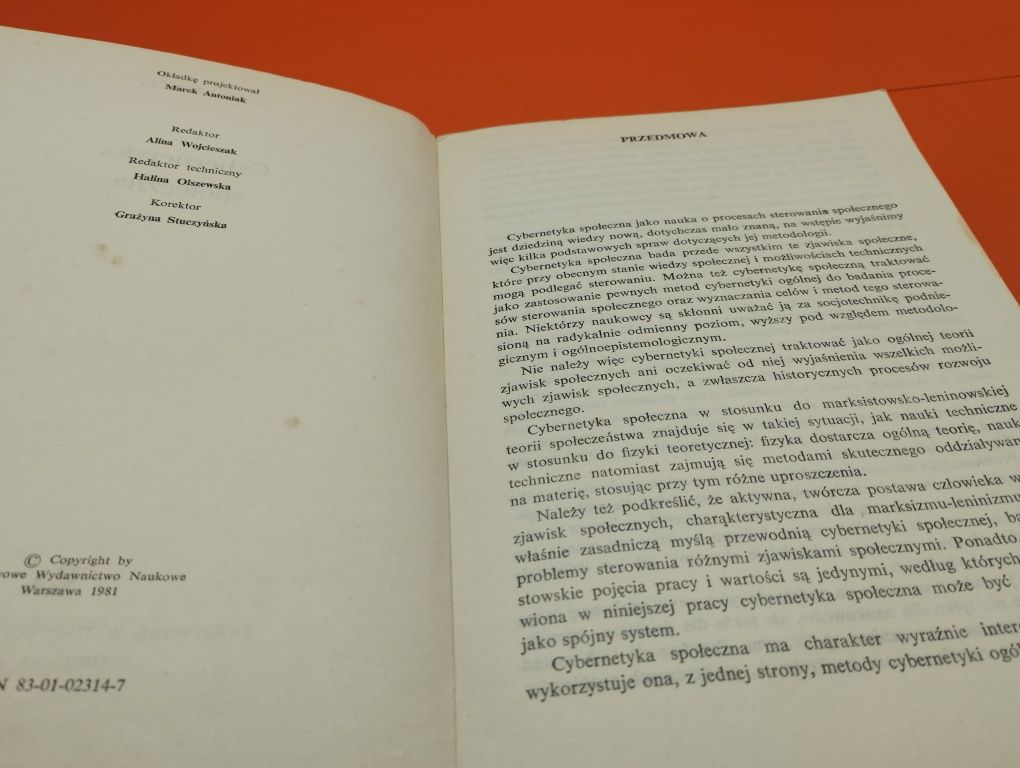 Okładkę projektował
Marek Antoniak
Redaktor
Alina Wojcieszak
Redaktor techniczny
Halina Olszewska
Korektor
Grażyna Stuczyńska
© Copyright by
Wydawnictwo Naukowe
Warszawa 1981
N 83-01-02314-7
PRZEDMOWA
Cybernetyka społeczna jako nauka o procesach sterowania społecznego
jest dziedziną wiedzy nową, dotychczas mało znaną, na wstępie wyjaśnimy
więc kilka podstawowych spraw dotyczących jej metodologii.
Cybernetyka społeczna bada przede wszystkim te zjawiska społeczne,
które przy obecnym stanie wiedzy społecznej i możliwościach technicznych
mogą podlegać sterowaniu. Można też cybernetykę społeczną traktować
jako zastosowanie pewnych metod cybernetyki ogólnej do badania proce-
sów sterowania społecznego oraz wyznaczania celów i metod tego sterowa-
nia. Niektórzy naukowcy są skłonni uważać ją za socjotechnikę podnie-
sioną na radykalnie odmienny poziom, wyższy pod względem metodolo-
gicznym i ogólnoepistemologicznym.
Nie należy więc cybernetyki społecznej traktować jako ogólnej teorii
zjawisk społecznych ani oczekiwać od niej wyjaśnienia wszelkich możli-
wych zjawisk społecznych, a zwłaszcza historycznych procesów rozwoju
społecznego.
Cybernetyka społeczna w stosunku do marksistowsko-leninowskiej
teorii społeczeństwa znajduje się w takiej sytuacji, jak nauki techniczne
w stosunku do fizyki teoretycznej: fizyka dostarcza ogólną teorię, nauk
techniczne natomiast zajmują się metodami skutecznego oddziaływan
na materię, stosując przy tym różne uproszczenia.
Należy też podkreślić, że aktywna, twórcza postawa człowieka w
zjawisk społecznych, charakterystyczna dla marksizmu-leninizmu
właśnie zasadniczą myślą przewodnią cybernetyki społecznej, ba
problemy sterowania różnymi zjawiskami społecznymi. Ponadto
stowskie pojęcia pracy i wartości są jedynymi, według których
wiona w niniejszej pracy cybernetyka społeczna może być
jako spójny system.
Cybernetyka społeczna ma charakter wyraźnie inter
wykorzystuje ona, z jednej strony, metody cybernetyki ogól